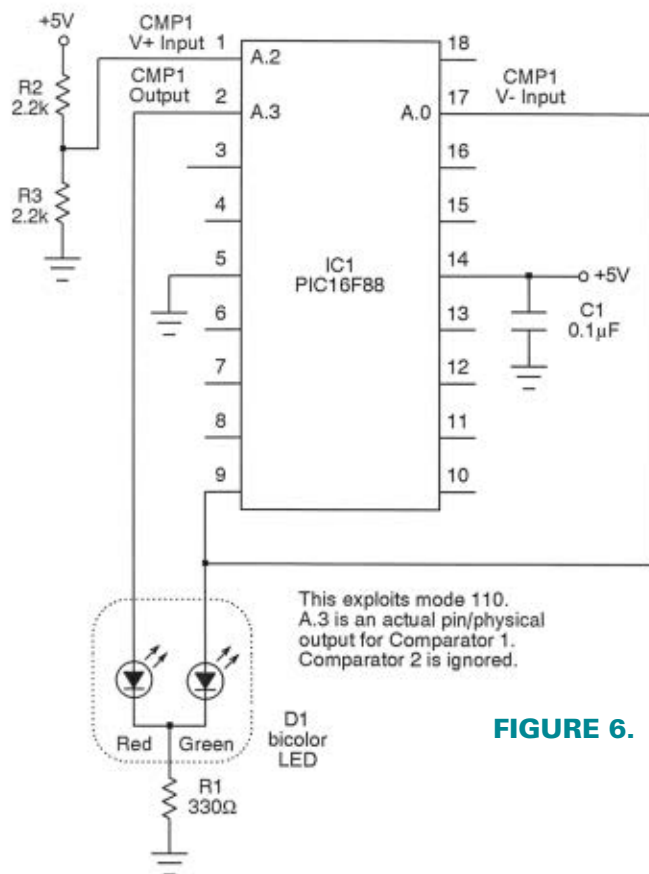 +5V
CMP1
V+ Input
1
18
R2
2.2k
A.2
CMP1
Output
2
A.3
A.0
17
CMP1
V- Input
3
16
R3
2.2k
4
15
5
IC1
PIC16F88
14
+5V
C1
0.1µF
6
13
7
12
8
11
9
10
This exploits mode 110.
A.3 is an actual pin/physical
output for Comparator 1.
Comparator 2 is ignored.
Red
Green
D1
bicolor
LED
FIGURE 6.
R1
330Ω